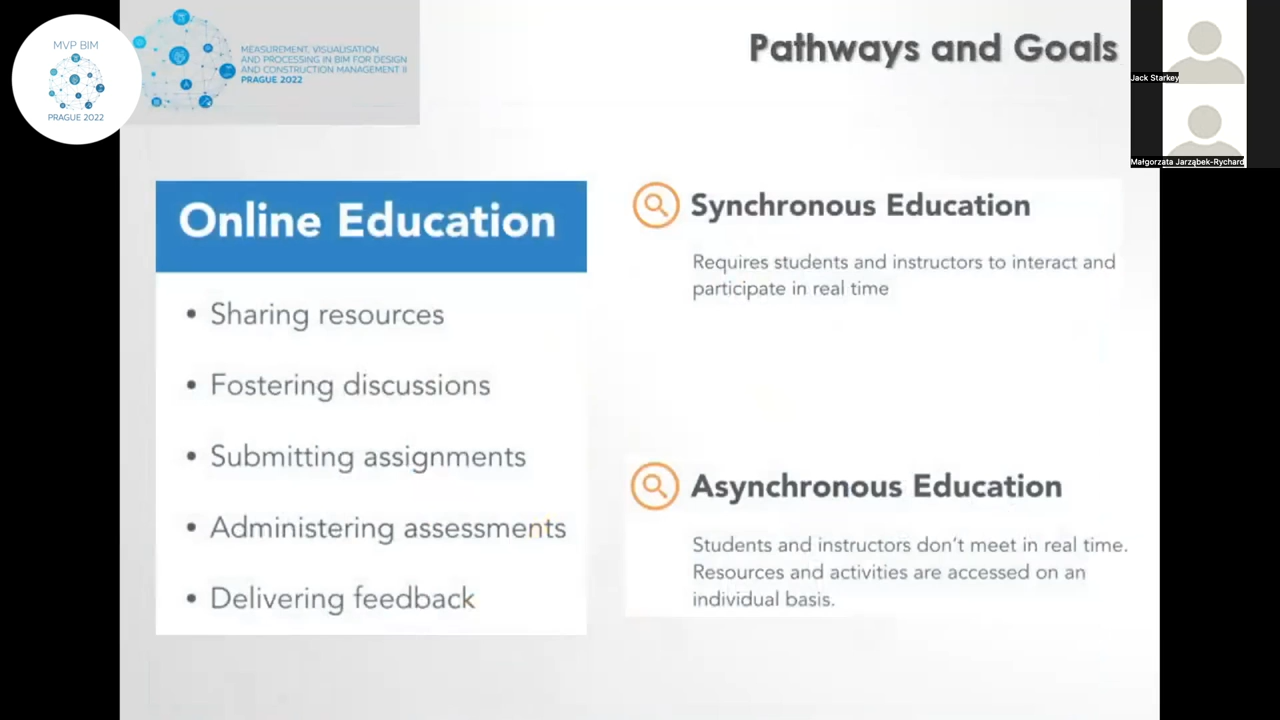 MVP BIM
PRAGUE 2022
MEASUREMENT, VISUALISATION
AND PROCESSING IN BIM FOR DESIGN
AND CONSTRUCTION MANAGEMENT II
PRAGUE 2022
Pathways and Goals
Jack Starkey
Małgorzata Jarząbek-Rychard
Online Education
• Sharing resources
• Fostering discussions
• Submitting assignments
• Administering assessments
• Delivering feedback
Synchronous Education
Requires students and instructors to interact and
participate in real time
Asynchronous Education
Students and instructors don't meet in real time.
Resources and activities are accessed on an
individual basis.